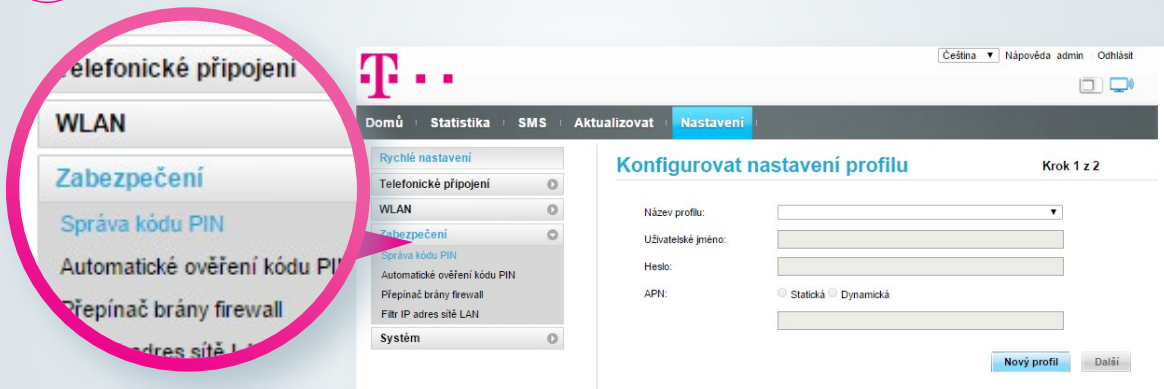 Telefonické připojení
WLAN
Zabezpečení
Správa kódu PIN
Automatické ověření kódu PI
Přepínač brány firewall
adres sítě
T
Čeština Nápověda admin Odhlásit
Domů Statistika SMS Aktualizovat Nastavení
Rychlé nastavení
Telefonické připojení
WLAN
Zabezpečení
Správa kódu PIN
Automatické ověření kódu PIN
Přepínač brány firewall
Filtr IP adres sítě LAN
Systém
Konfigurovat nastavení profilu
Krok 1 z 2
Název profilu:
Uživatelské jméno:
Heslo:
APN: Statická Dynamická
Nový profil Další